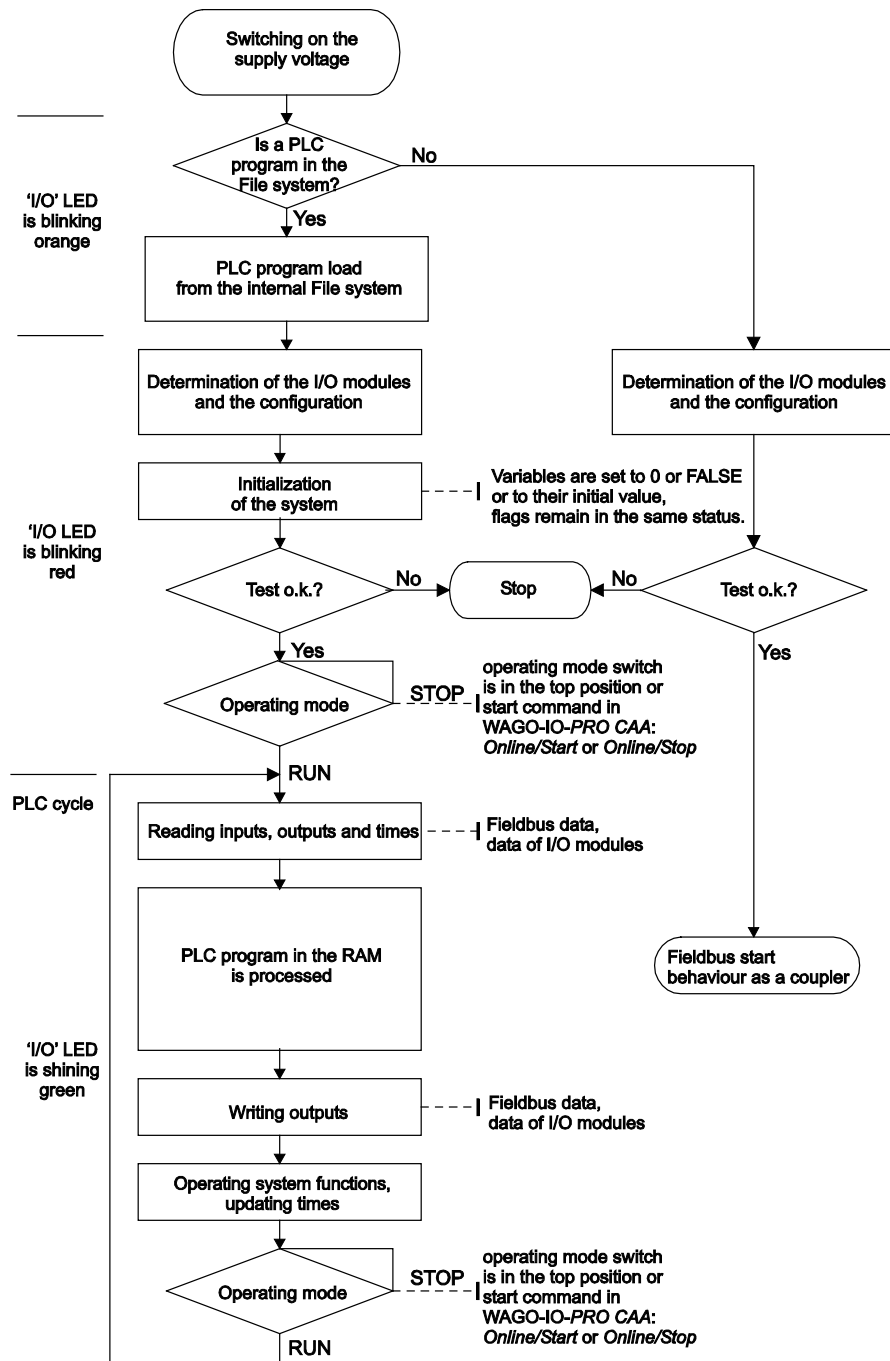 Switching on the
supply voltage
Is a PLC
program in the
File system?
No
Yes
'I/O' LED
is blinking
orange
PLC program load
from the internal File system
Determination of the I/O modules
and the configuration
Determination of the I/O modules
and the configuration
Initialization
of the system
Variables are set to 0 or FALSE
or to their initial value,
flags remain in the same status.
'I/O LED
is blinking
red
Test o.k.?
No
Stop
No
Test o.k.?
Yes
Yes
Operating mode
STOP
operating mode switch
is in the top position or
start command in
WAGO-IO-PRO CAA:
Online/Start or Online/Stop
RUN
PLC cycle
Reading inputs, outputs and times
Fieldbus data,
data of I/O modules
PLC program in the RAM
is processed
Fieldbus start
behaviour as a coupler
'I/O' LED
is shining
green
Writing outputs
Fieldbus data,
data of I/O modules
Operating system functions,
updating times
Operating mode
STOP
operating mode switch
is in the top position or
start command in
WAGO-IO-PRO CAA:
Online/Start or Online/Stop
RUN